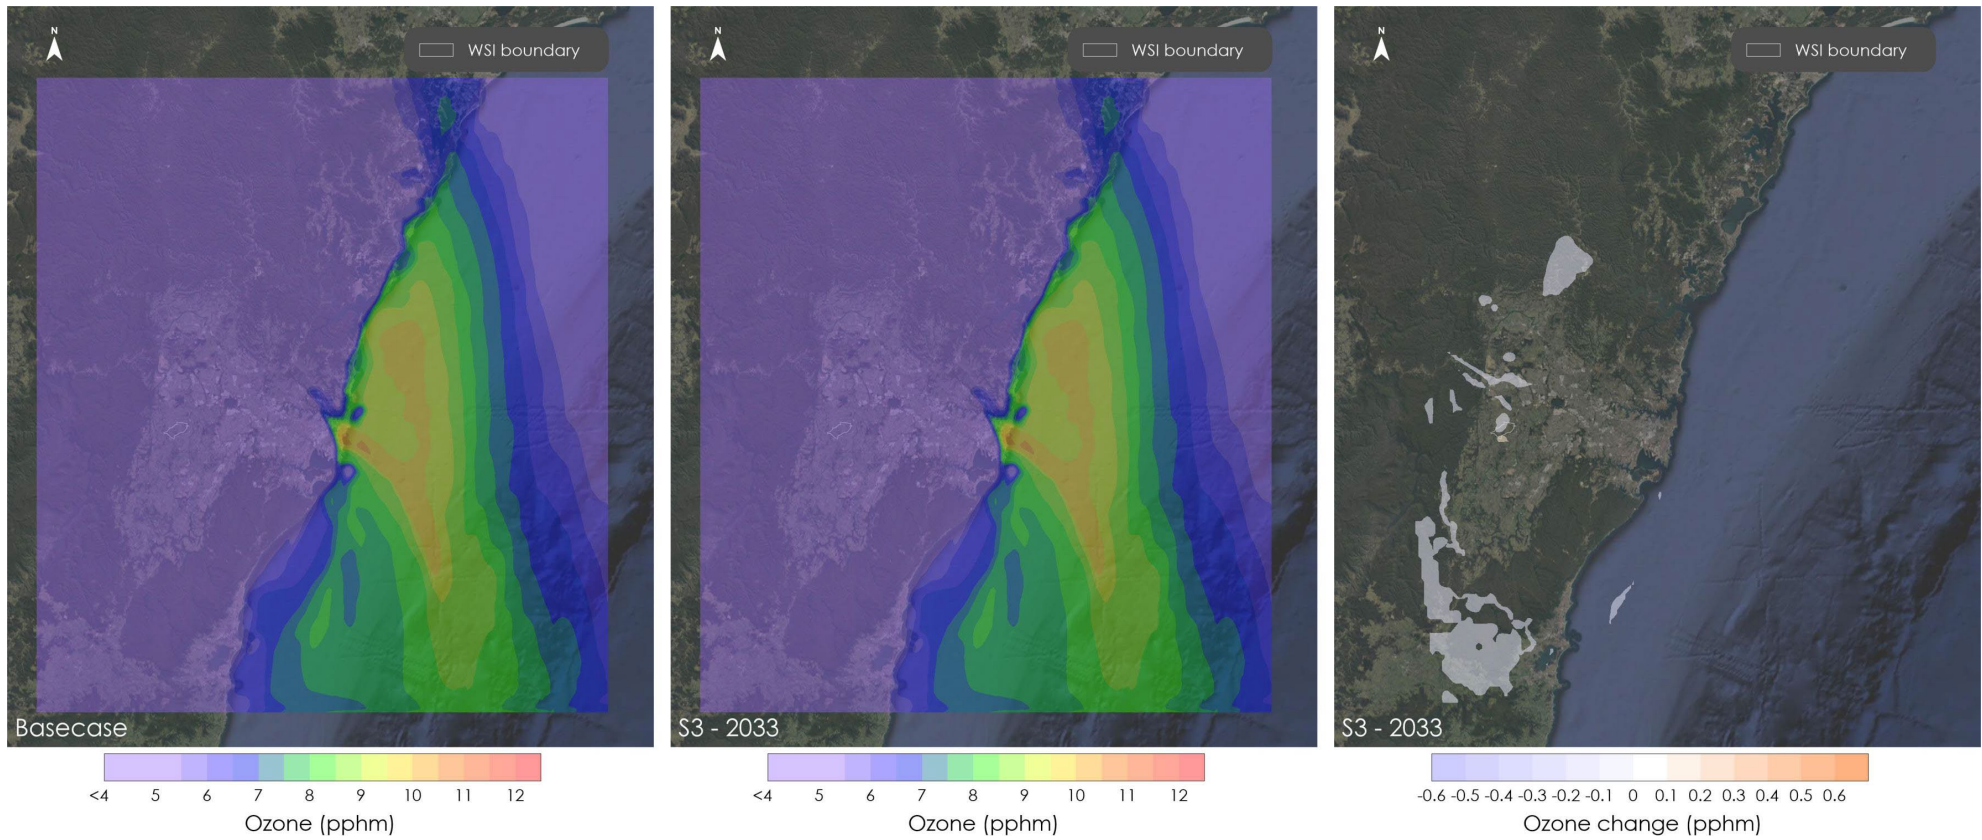 N
WSI boundary
Basecase
<4 5 6 7 8 9 10 11 12
Ozone (pphm)
N
WSI boundary
S3 - 2033
<4 5 6 7 8 9 10 11 12
Ozone (pphm)
N
WSI boundary
S3 - 2033
-0.6 -0.5 -0.4 -0.3 -0.2 -0.1 0 0.1 0.2 0.3 0.4 0.5 0.6
Ozone change (pphm)